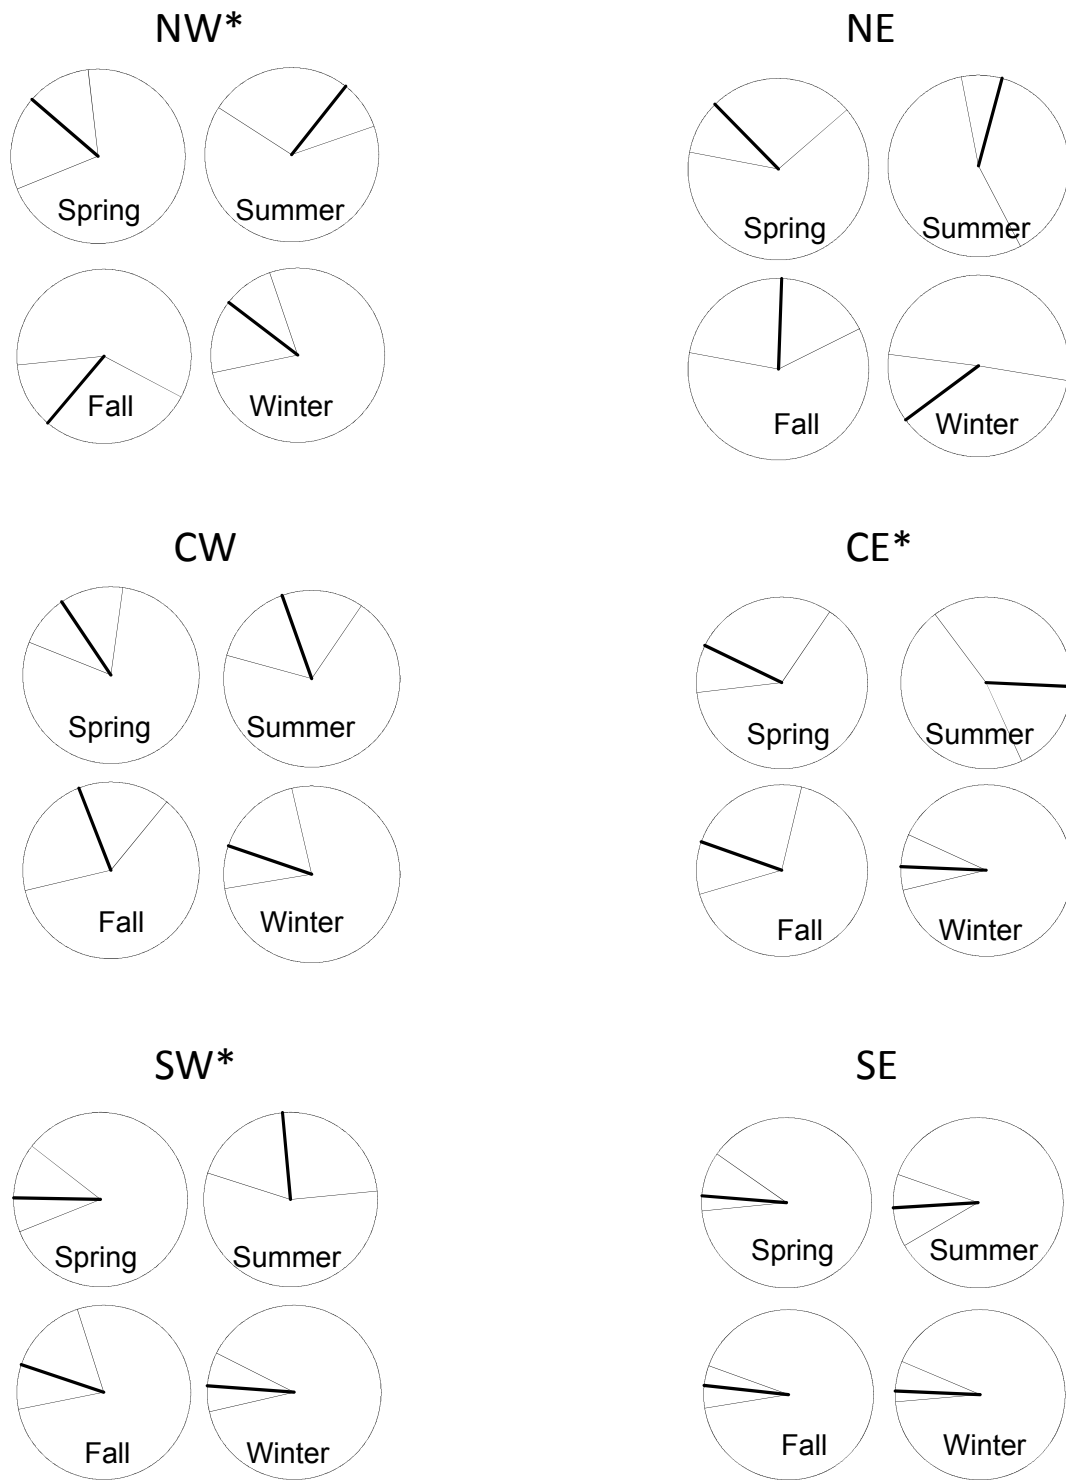 NW*
NE
Spring
Summer
Spring
Summer
Fall
Winter
Fall
Winter
CW
CE*
Spring
Summer
Spring
Summer
Fall
Winter
Fall
Winter
SW*
SE
Spring
Summer
Spring
Summer
Fall
Winter
Fall
Winter